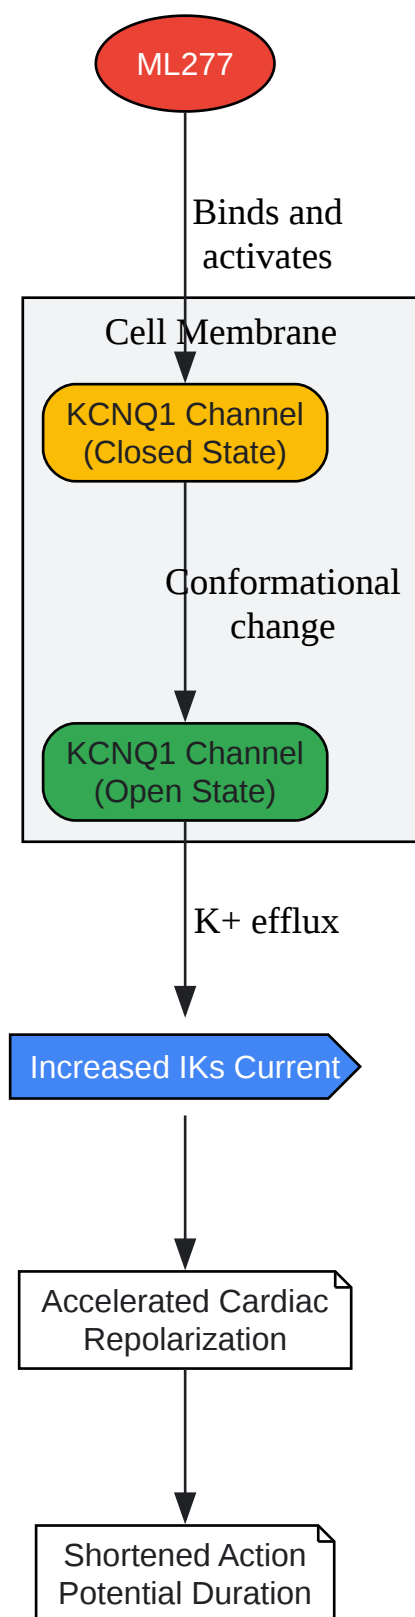 ML277
Binds and
activates
Cell Membrane
KCNQ1 Channel
(Closed State)
Conformational
change
KCNQ1 Channel
(Open State)
K+ efflux
Increased IKs Current
Accelerated Cardiac
Repolarization
Shortened Action
Potential Duration